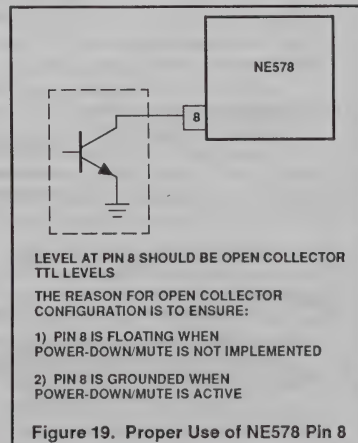 NE578
8
LEVEL AT PIN 8 SHOULD BE OPEN COLLECTOR
TTL LEVELS
THE REASON FOR OPEN COLLECTOR
CONFIGURATION IS TO ENSURE:
1) PIN 8 IS FLOATING WHEN
POWER-DOWN/MUTE IS NOT IMPLEMENTED
2) PIN 8 IS GROUNDED WHEN
POWER-DOWN/MUTE IS ACTIVE
Figure 19. Proper Use of NE578 Pin 8